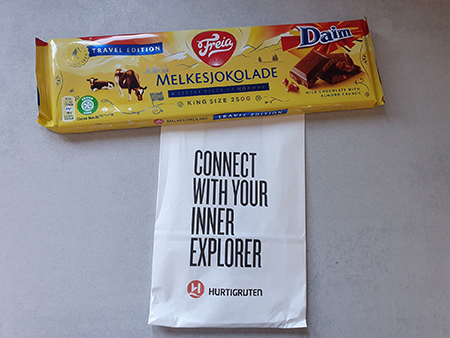 TRAVEL EDITION
Freia
Daim
MELKESJOKOLADE
A LITTLE PIECE OF NORWAY
KING SIZE 250G
MILK CHOCOLATE WITH
ALMOND CRUNCH
MELKESJOKOLADE
TRAVEL EDITION
CONNECT
WITH YOUR
INNER
EXPLORER
HURTIGRUTEN